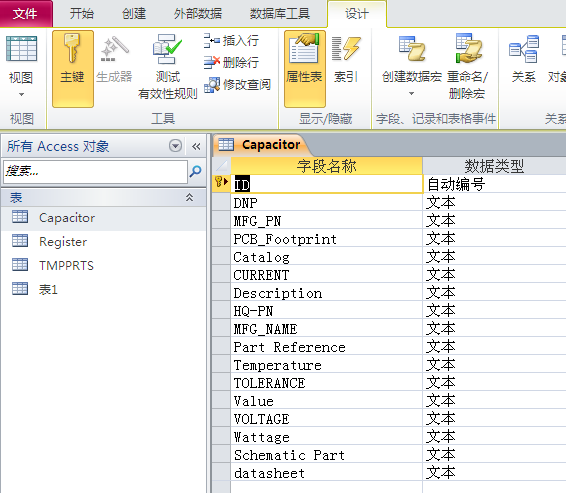 文件 开始 创建 外部数据 数据库工具 设计
视图 主键 生成器 测试 有效性规则 插入行 删除行 修改查阅 属性表 索引 创建数据宏 重命名/ 删除宏 关系
视图 工具 显示/隐藏 字段、记录和表格事件
所有 Access 对象
搜索...
表
Capacitor
Register
TMPPRTS
表1
Capacitor
字段名称 数据类型
ID 自动编号
DNP 文本
MFG_PN 文本
PCB_Footprint 文本
Catalog 文本
CURRENT 文本
Description 文本
HQ-PN 文本
MFG_NAME 文本
Part Reference 文本
Temperature 文本
TOLERANCE 文本
Value 文本
VOLTAGE 文本
Wattage 文本
Schematic Part 文本
datasheet 文本